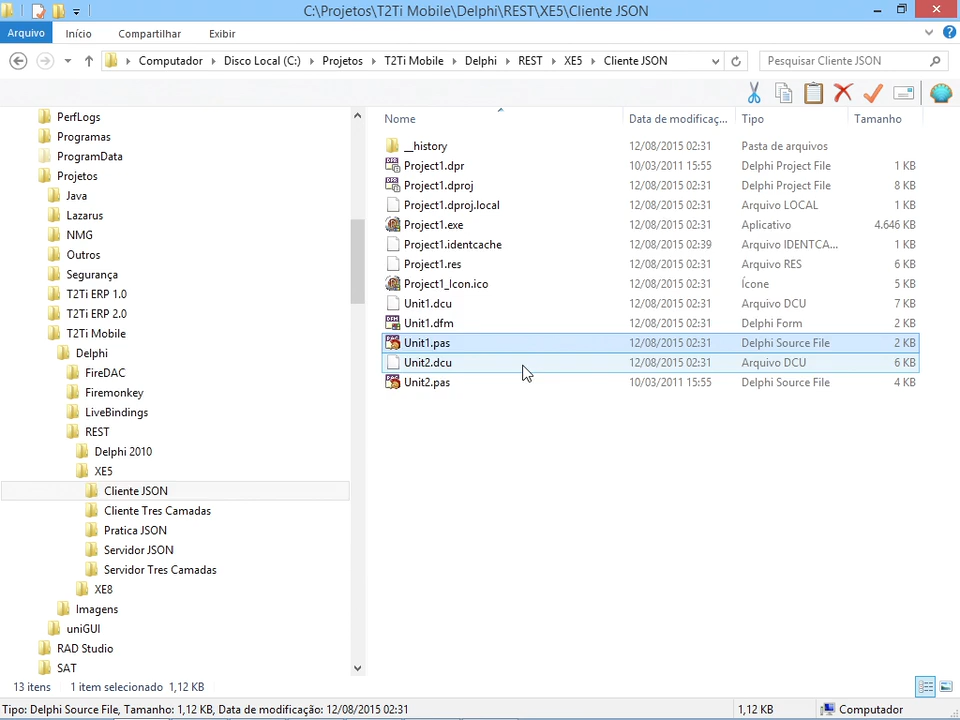 C:\Projetos\T2Ti Mobile\Delphi\REST\XE5\Cliente JSON
Arquivo Início Compartilhar Exibir
Computador Disco Local (C:) Projetos T2Ti Mobile Delphi REST XE5 Cliente JSON Pesquisar Cliente JSON
PerfLogs
Programas
ProgramData
Projetos
Java
Lazarus
NMG
Outros
Segurança
T2Ti ERP 1.0
T2Ti ERP 2.0
T2Ti Mobile
Delphi
FireDAC
Firemonkey
LiveBindings
REST
Delphi 2010
XE5
Cliente JSON
Cliente Tres Camadas
Pratica JSON
Servidor JSON
Servidor Tres Camadas
XE8
Imagens
uniGUI
RAD Studio
SAT
Nome Data de modificaç... Tipo Tamanho
__history 12/08/2015 02:31 Pasta de arquivos
Project1.dpr 10/03/2011 15:55 Delphi Project File 1 KB
Project1.dproj 12/08/2015 02:31 Delphi Project File 8 KB
Project1.dproj.local 12/08/2015 02:31 Arquivo LOCAL 1 KB
Project1.exe 12/08/2015 02:31 Aplicativo 4.646 KB
Project1.identcache 12/08/2015 02:39 Arquivo IDENTCA... 1 KB
Project1.res 12/08/2015 02:31 Arquivo RES 6 KB
Project1_Icon.ico 12/08/2015 02:31 Ícone 5 KB
Unit1.dcu 12/08/2015 02:31 Arquivo DCU 7 KB
Unit1.dfm 12/08/2015 02:31 Delphi Form 2 KB
Unit1.pas 12/08/2015 02:31 Delphi Source File 2 KB
Unit2.dcu 12/08/2015 02:31 Arquivo DCU 6 KB
Unit2.pas 10/03/2011 15:55 Delphi Source File 4 KB
13 itens 1 item selecionado 1,12 KB
Tipo: Delphi Source File, Tamanho: 1,12 KB, Data de modificação: 12/08/2015 02:31 1,12 KB Computador